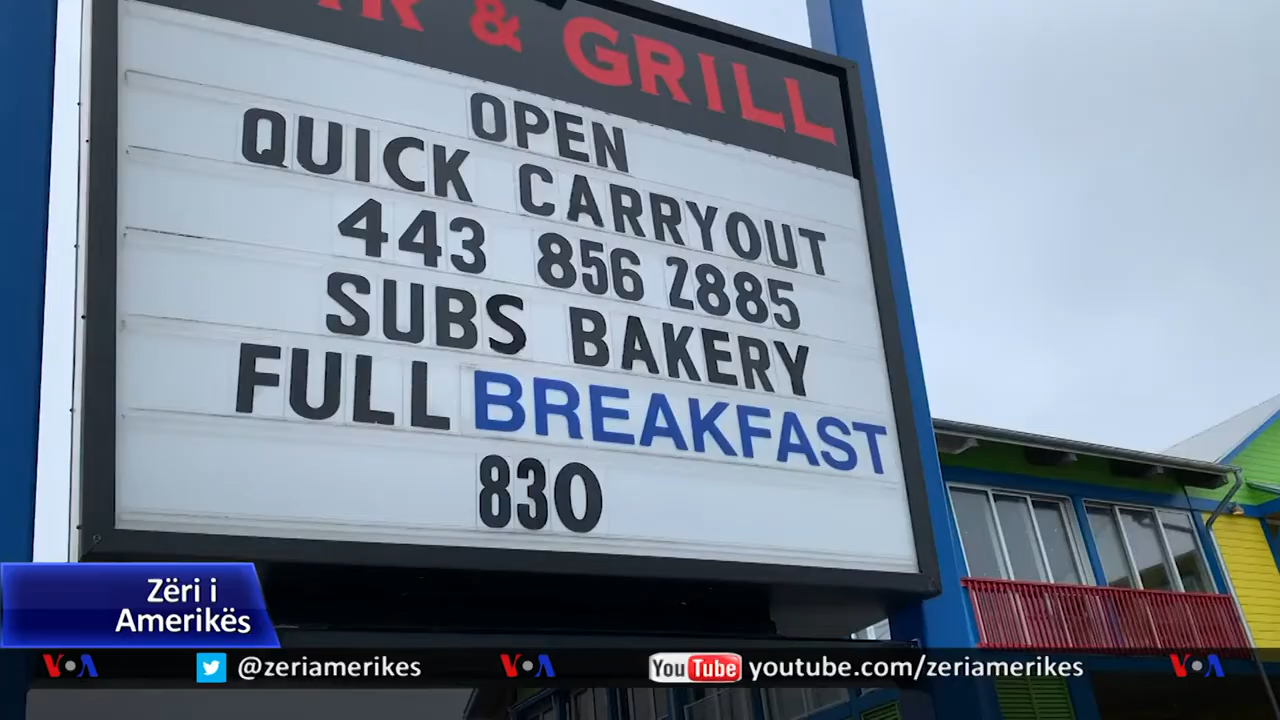 & GRILL
OPEN
QUICK CARRYOUT
443 856 2885
SUBS BAKERY
FULL BREAKFAST
830
Zëri i
Amerikës
VOA @zeriamerikes VOA YouTube youtube.com/zeriamerikes VOA